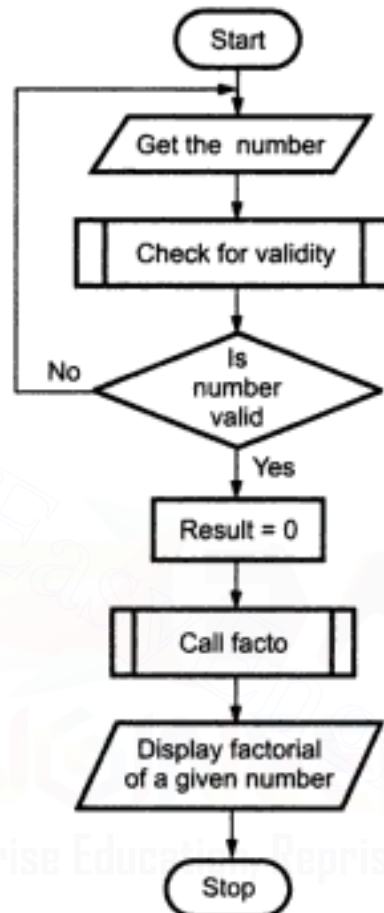 Start
Get the number
Check for validity
Is
number
valid
No
Yes
Result = 0
Call facto
Display factorial
of a given number
Stop